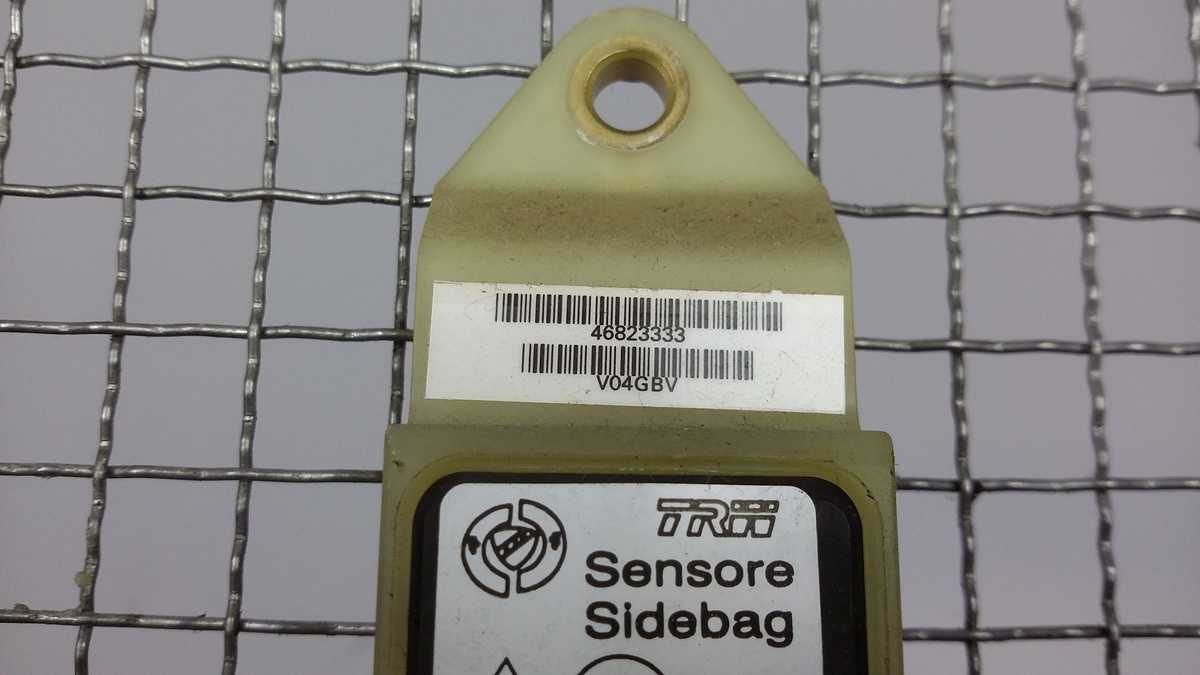 46823333
V04GBV
TRW
Sensore
Sidebag